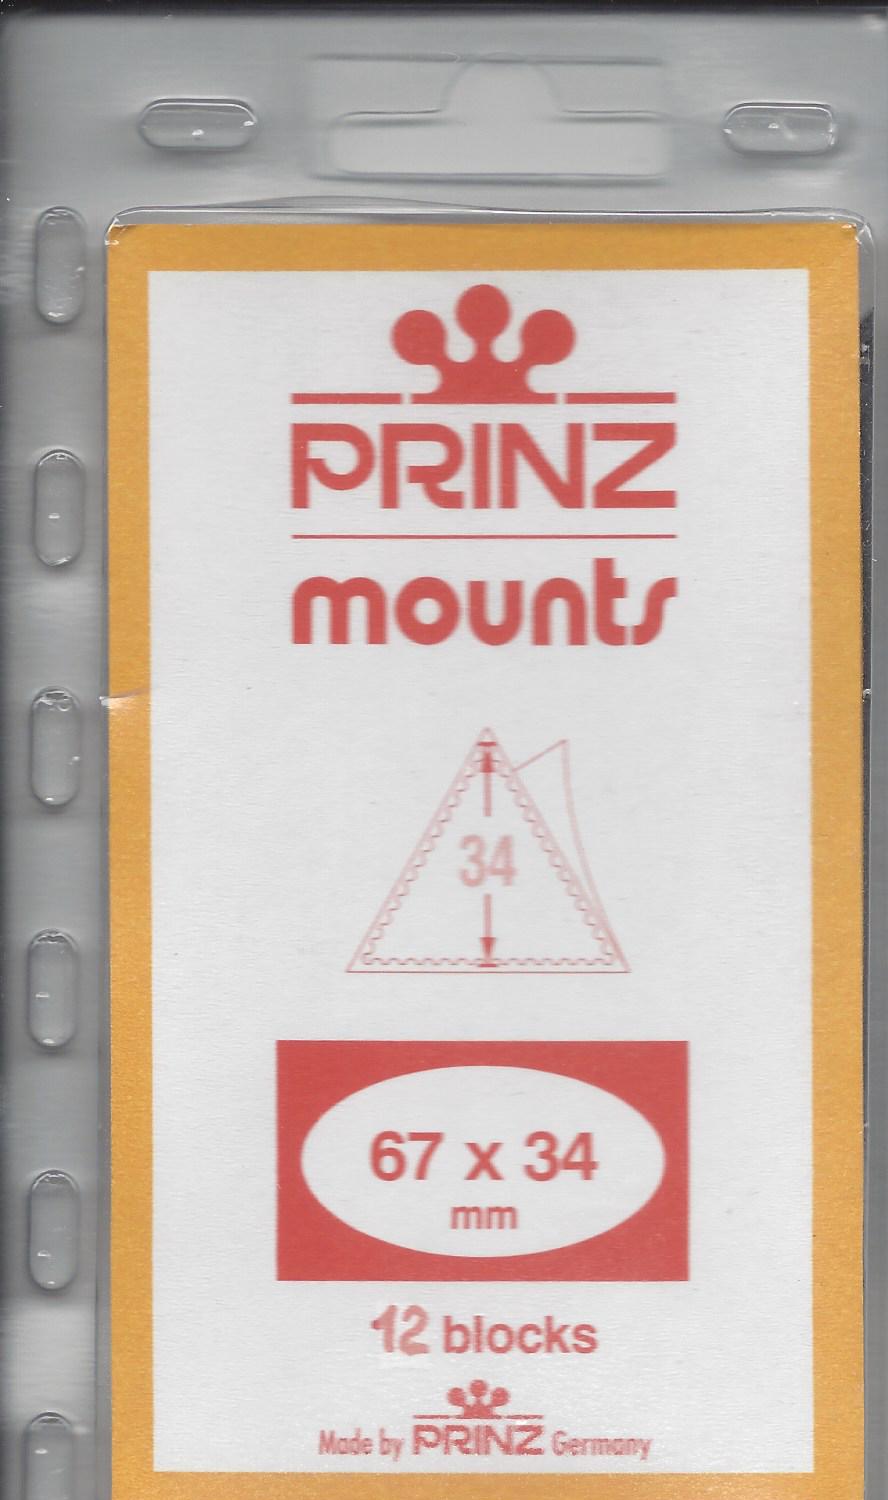 PRINZ
mounts
34
67 x 34
mm
12 blocks
Made by PRINZ Germany